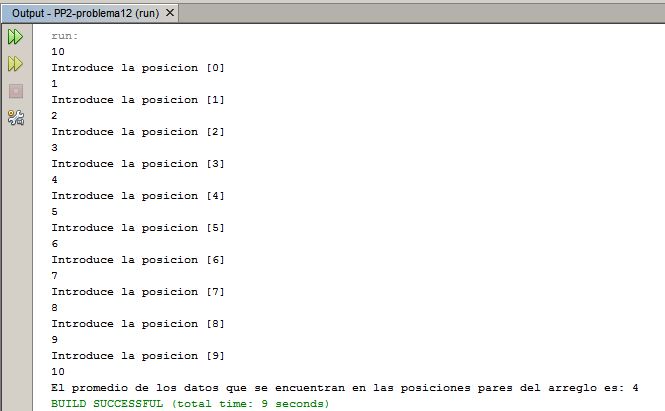 Output - PP2-problema12 (run)
run:
10
Introduce la posicion [0]
1
Introduce la posicion [1]
2
Introduce la posicion [2]
3
Introduce la posicion [3]
4
Introduce la posicion [4]
5
Introduce la posicion [5]
6
Introduce la posicion [6]
7
Introduce la posicion [7]
8
Introduce la posicion [8]
9
Introduce la posicion [9]
10
El promedio de los datos que se encuentran en las posiciones pares del arreglo es: 4
BUILD SUCCESSFUL (total time: 9 seconds)